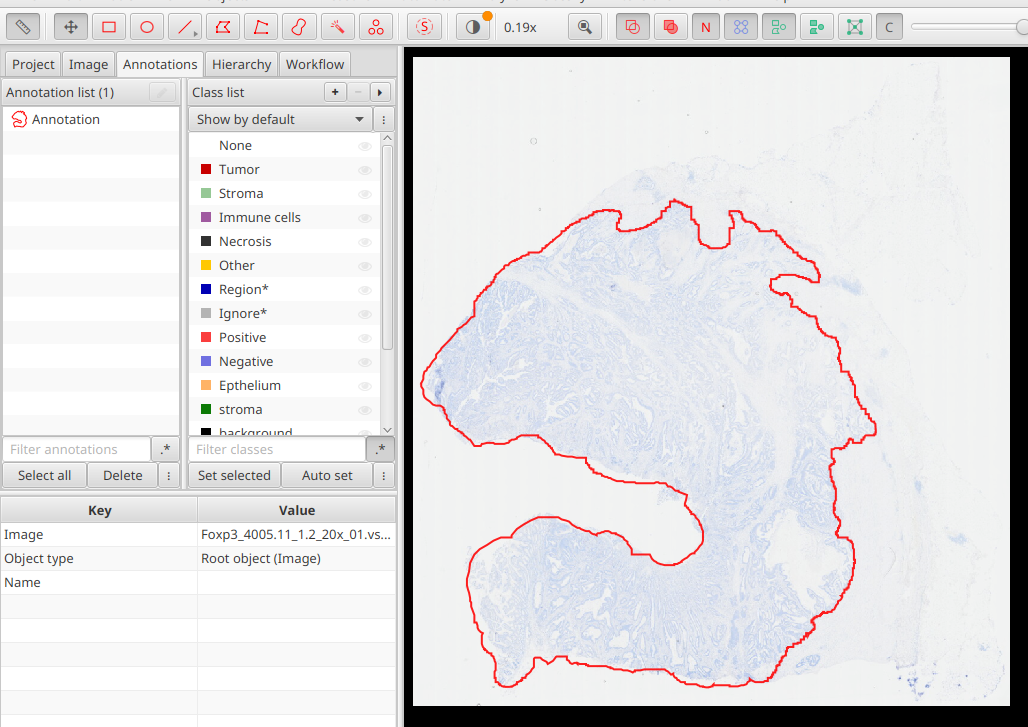 S
0.19x
N
C
Project Image Annotations Hierarchy Workflow
Annotation list (1)
Class list
+
-
Annotation
Show by default
None
Tumor
Stroma
Immune cells
Necrosis
Other
Region*
Ignore*
Positive
Negative
Epthelium
stroma
background
Filter annotations .*
Filter classes .*
Select all Delete
Set selected Auto set
Key Value
Image Foxp3_4005.11_1.2_20x_01.vs...
Object type Root object (Image)
Name